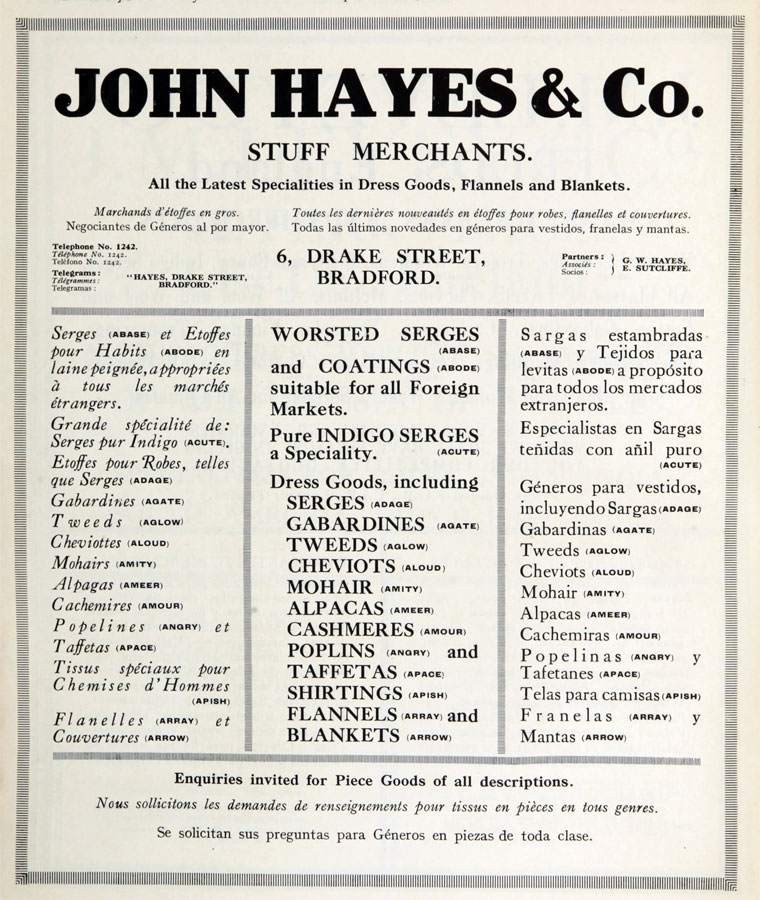 JOHN HAYES & Co.
STUFF MERCHANTS.
All the Latest Specialities in Dress Goods, Flannels and Blankets.
Marchands d'étoffes en gros.
Negociantes de Géneros al por mayor.
Toutes les dernières nouveautés en étoffes pour robes, flanelles et couvertures.
Todas las últimos novedades en géneros para vestidos, franelas y mantas.
Telephone No. 1242.
Téléphone No. 1242.
Teléfono No. 1242.
Telegrams :
Télégrammes :
Telegramas :
"HAYES, DRAKE STREET,
BRADFORD."
6, DRAKE STREET,
BRADFORD.
Partners :
Associés :
Socios :
G. W. HAYES,
E. SUTCLIFFE.
Serges (ABASE) et Etoffes
pour Habits (ABODE) en
laine peignée, appropriées
à tous les marchés
étrangers.
Grande spécialité de:
Serges pur Indigo (ACUTE).
Etoffes pour Robes, telles
que Serges (ADAGE)
Gabardines (AGATE)
Tweeds (AGLOW)
Cheviottes (ALOUD)
Mohairs (AMITY)
Alpagas (AMEER)
Cachemires (AMOUR)
Popelines (ANGRY) et
Taffetas (APACE)
Tissus spéciaux pour
Chemises d'Hommes
(APISH)
Flanelles (ARRAY) et
Couvertures (ARROW)
WORSTED SERGES
(ABASE)
and COATINGS (ABODE)
suitable for all Foreign
Markets.
Pure INDIGO SERGES
a Speciality. (ACUTE)
Dress Goods, including
SERGES (ADAGE)
GABARDINES (AGATE)
TWEEDS (AGLOW)
CHEVIOTS (ALOUD)
MOHAIR (AMITY)
ALPACAS (AMEER)
CASHMERES (AMOUR)
POPLINS (ANGRY) and
TAFFETAS (APACE)
SHIRTINGS (APISH)
FLANNELS (ARRAY) and
BLANKETS (ARROW)
Sargas estambradas
(ABASE) y Tejidos para
levitas (ABODE) a propósito
para todos los mercados
extranjeros.
Especialistas en Sargas
teñidas con añil puro
(ACUTE)
Géneros para vestidos,
incluyendo Sargas (ADAGE)
Gabardinas (AGATE)
Tweeds (AGLOW)
Cheviots (ALOUD)
Mohair (AMITY)
Alpacas (AMEER)
Cachemiras (AMOUR)
Popelinas (ANGRY) y
Tafetanes (APACE)
Telas para camisas (APISH)
Franelas (ARRAY) y
Mantas (ARROW)
Enquiries invited for Piece Goods of all descriptions.
Nous sollicitons les demandes de renseignements pour tissus en pièces en tous genres.
Se solicitan sus preguntas para Géneros en piezas de toda clase.